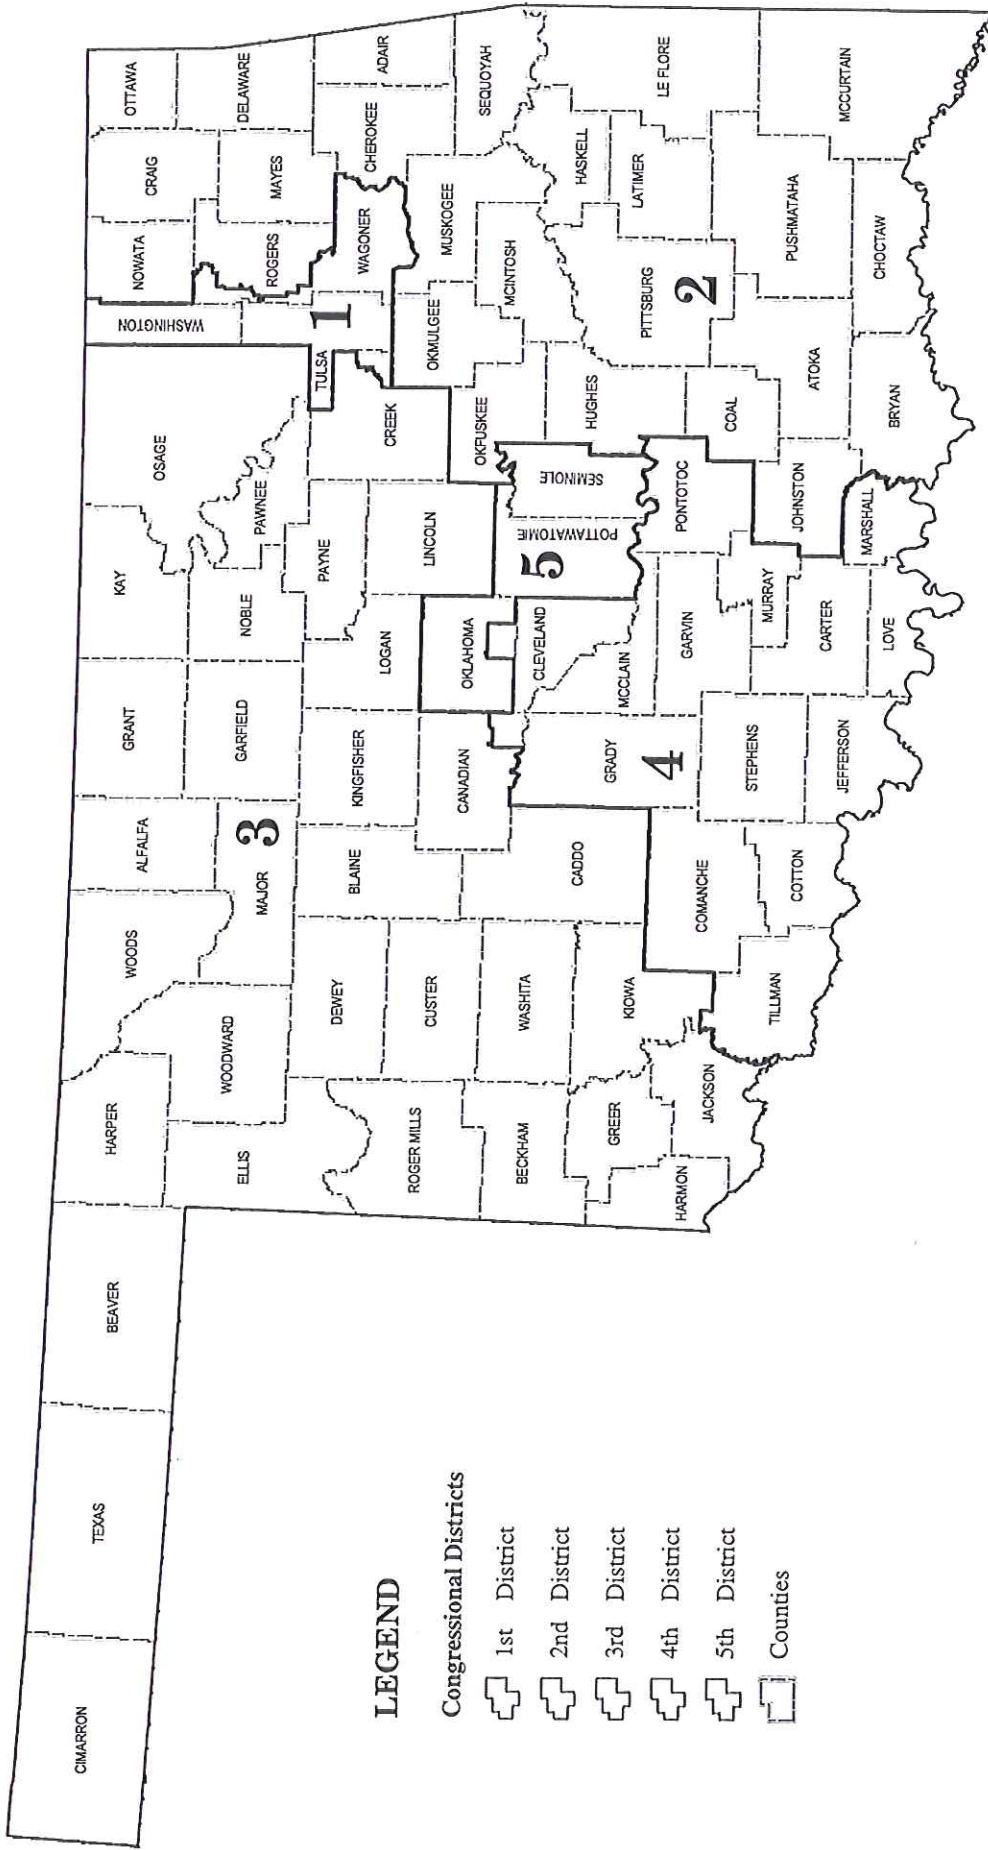 CIMARRON
TEXAS
BEAVER
HARPER
WOODS
ALFALFA
GRANT
KAY
OSAGE
WASHINGTON
NOWATA
CRAIG
OTTAWA
ELLIS
WOODWARD
MAJOR
3
GARFIELD
NOBLE
PAWNEE
ROGERS
MAYES
DELAWARE
ROGER MILLS
DEWEY
BLAINE
KINGFISHER
LOGAN
PAYNE
CREEK
TULSA
1
WAGONER
CHEROKEE
ADAIR
BECKHAM
CUSTER
CANADIAN
OKLAHOMA
LINCOLN
OKFUSKEE
OKMULGEE
MUSKOGEE
SEQUOYAH
WASHITA
CADDO
GRADY
MCCLAIN
CLEVELAND
5
POTTAWATOMIE
SEMINOLE
HUGHES
MCINTOSH
HASKELL
GREER
KIOWA
COMANCHE
4
GARVIN
PONTOTOC
PITTSBURG
2
LATIMER
LE FLORE
HARMON
JACKSON
TILLMAN
COTTON
STEPHENS
MURRAY
JOHNSTON
COAL
ATOKA
PUSHMATAHA
MCCURTAIN
JEFFERSON
CARTER
LOVE
MARSHALL
BRYAN
CHOCTAW
LEGEND
Congressional Districts
1st District
2nd District
3rd District
4th District
5th District
Counties